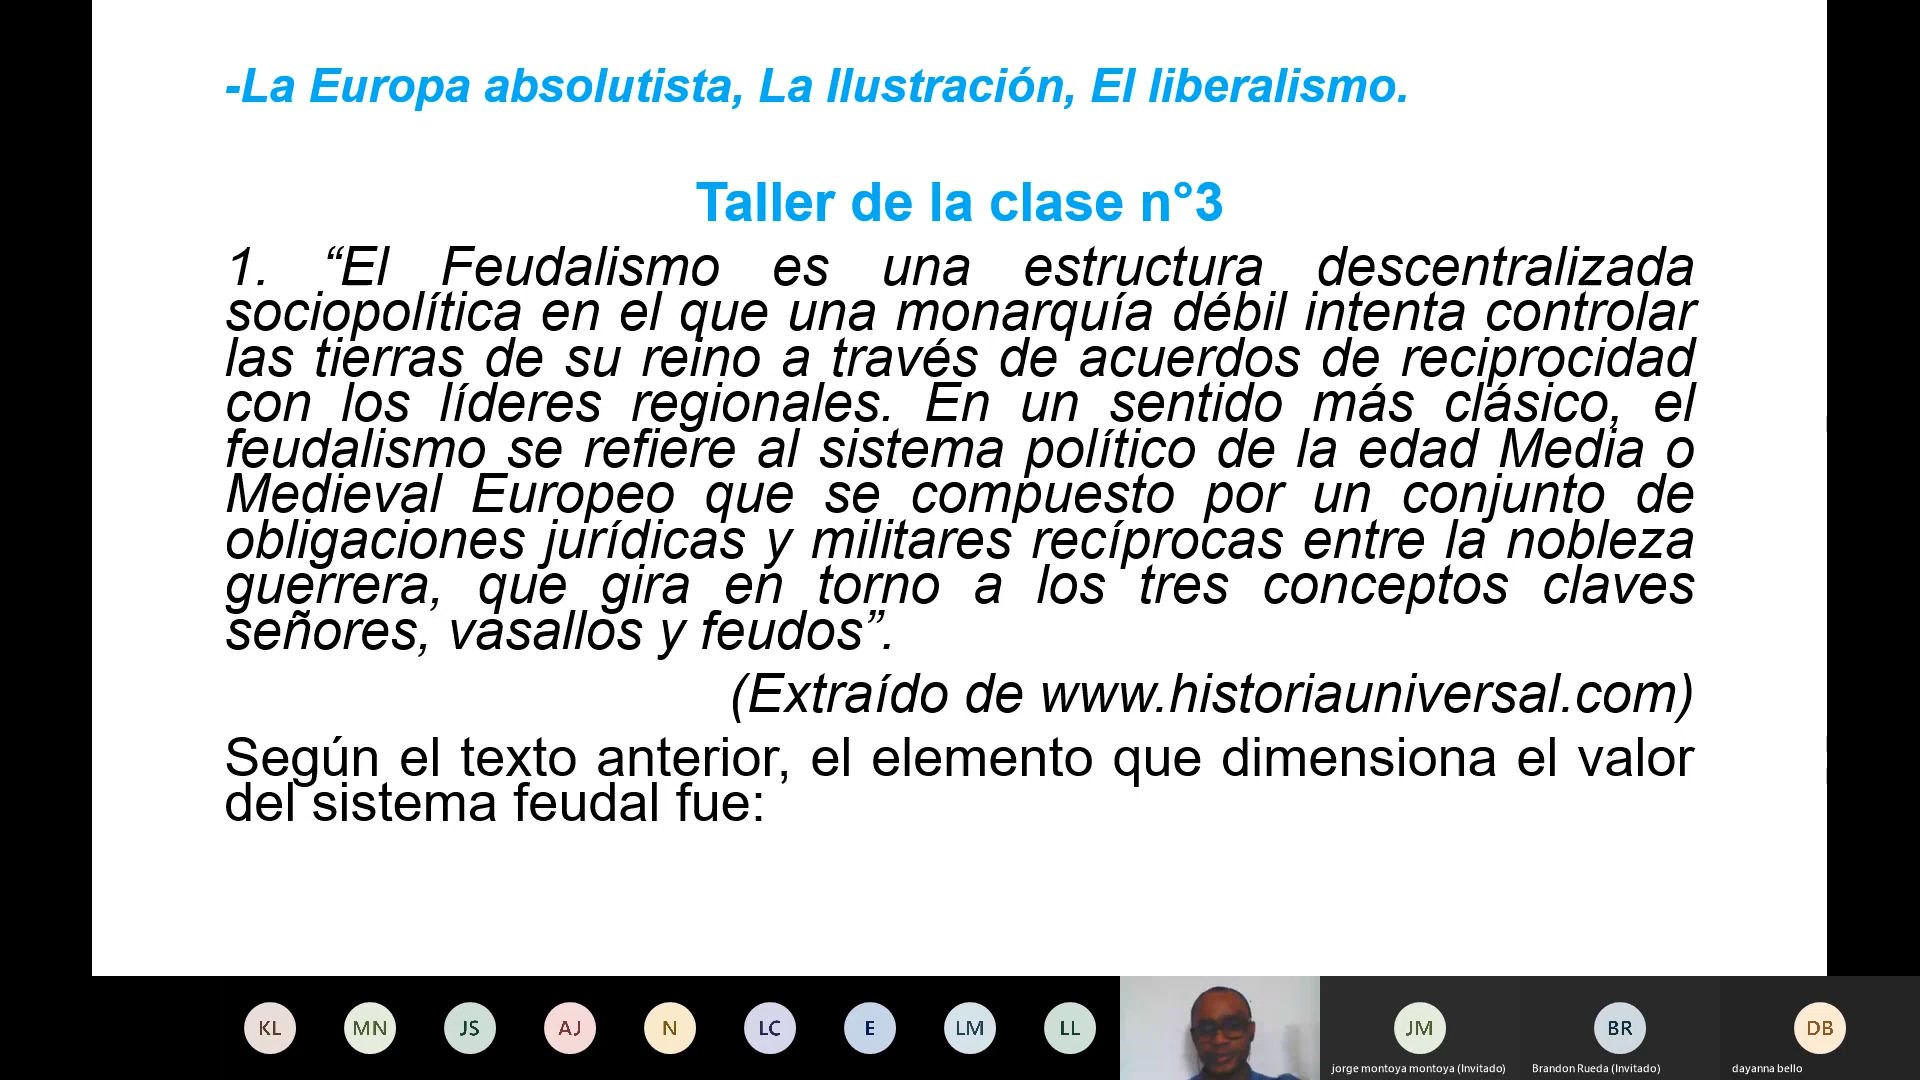 -La Europa absolutista, La Ilustración, El liberalismo.
Taller de la clase n°3
1. “El Feudalismo es una estructura descentralizada
sociopolítica en el que una monarquía débil intenta controlar
las tierras de su reino a través de acuerdos de reciprocidad
con los líderes regionales. En un sentido más clásico, el
feudalismo se refiere al sistema político de la edad Media o
Medieval Europeo que se compuesto por un conjunto de
obligaciones jurídicas y militares recíprocas entre la nobleza
guerrera, que gira en torno a los tres conceptos claves
señores, vasallos y feudos”.
(Extraído de www.historiauniversal.com)
Según el texto anterior, el elemento que dimensiona el valor
del sistema feudal fue:
KL MN JS AJ N LC E LM LL JM BR DB
jorge montoya montoya (Invitado) Brandon Rueda (Invitado) dayanna bello